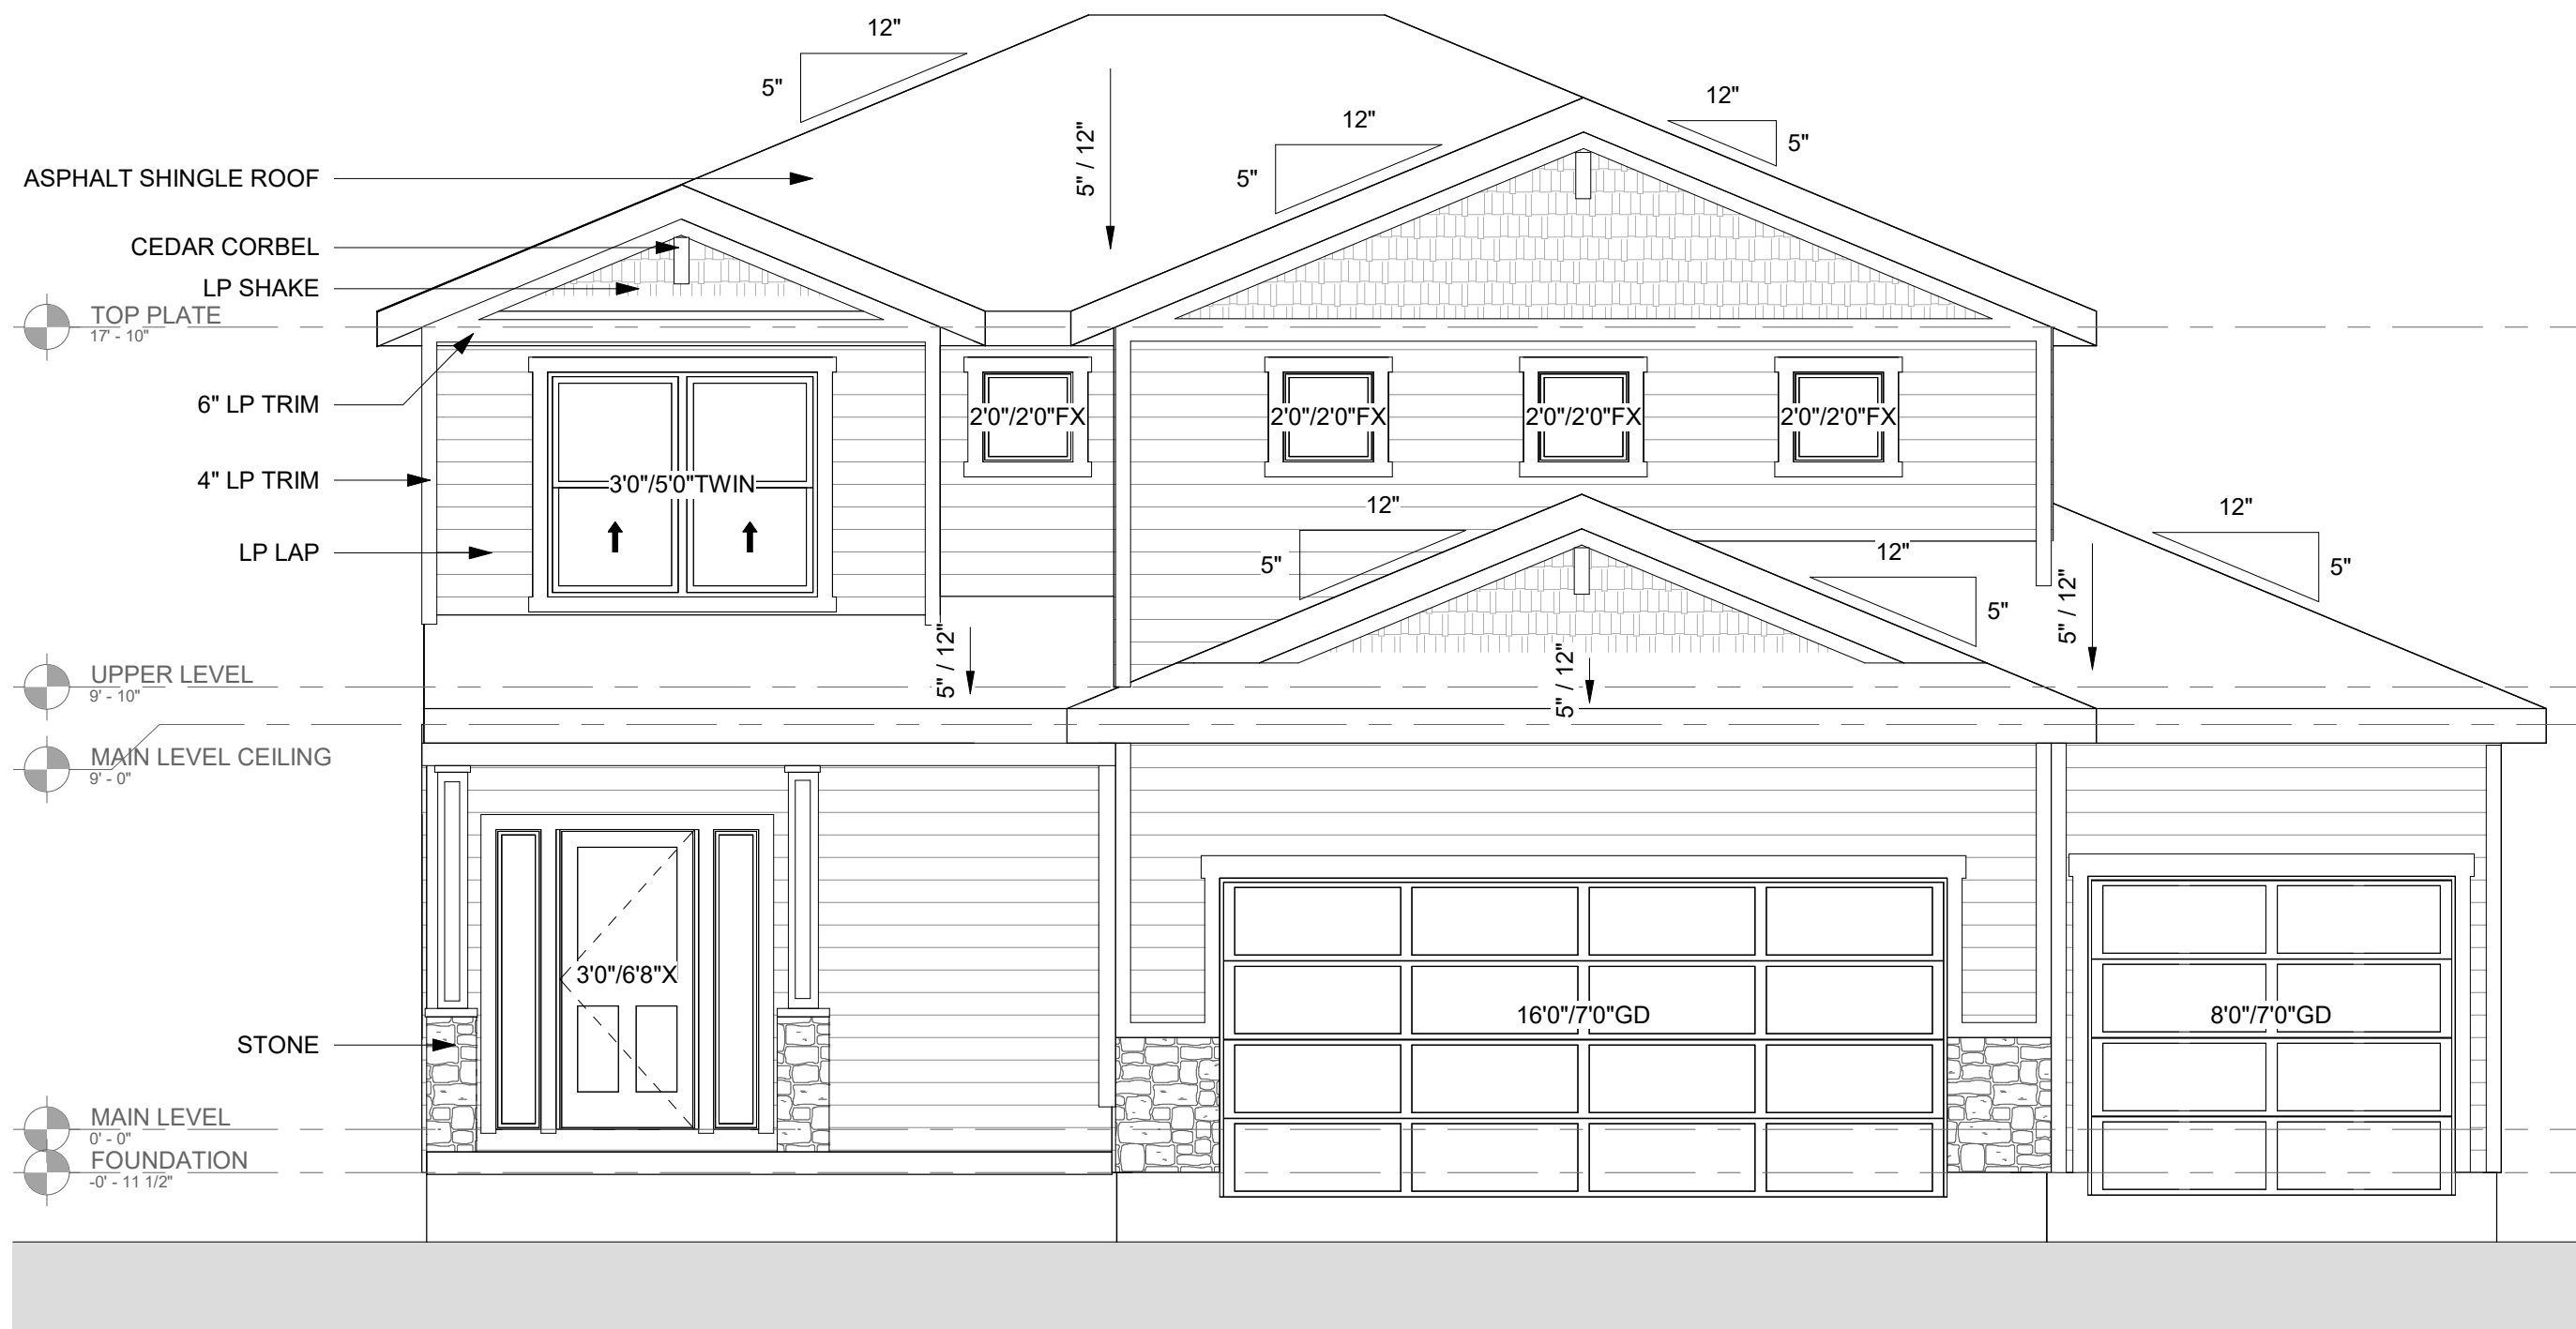 12"
5"
12"
5"
12"
5"
5" / 12"
ASPHALT SHINGLE ROOF
CEDAR CORBEL
LP SHAKE
TOP PLATE
17' - 10"
6" LP TRIM
2'0"/2'0"FX
2'0"/2'0"FX
2'0"/2'0"FX
2'0"/2'0"FX
4" LP TRIM
3'0"/5'0"TWIN
LP LAP
12"
5"
12"
5"
12"
5"
5" / 12"
5" / 12"
5" / 12"
UPPER LEVEL
9' - 10"
MAIN LEVEL CEILING
9' - 0"
3'0"/6'8"X
16'0"/7'0"GD
8'0"/7'0"GD
STONE
MAIN LEVEL
0' - 0"
FOUNDATION
-0' - 11 1/2"